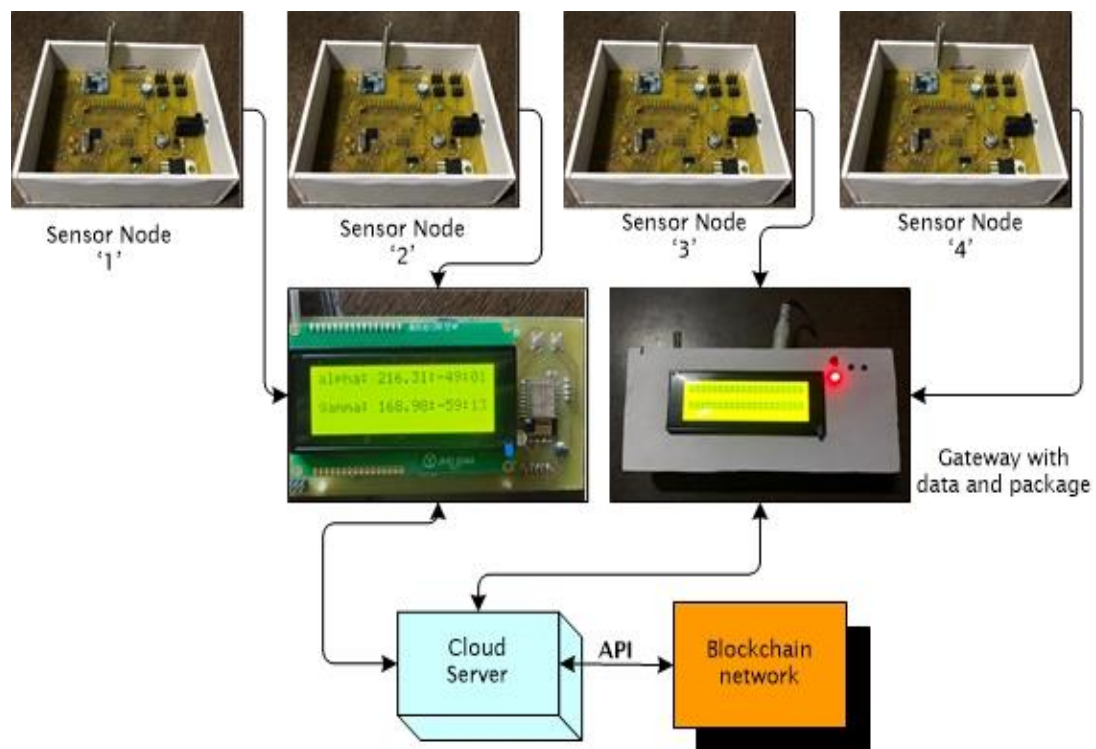 Sensor Node
‘1’
Sensor Node
‘2’
Sensor Node
‘3’
Sensor Node
‘4’
alpha: 216.31:-49:01
Gamma: 168.98:-59:13
Gateway with
data and package
Cloud
Server
API
Blockchain
network